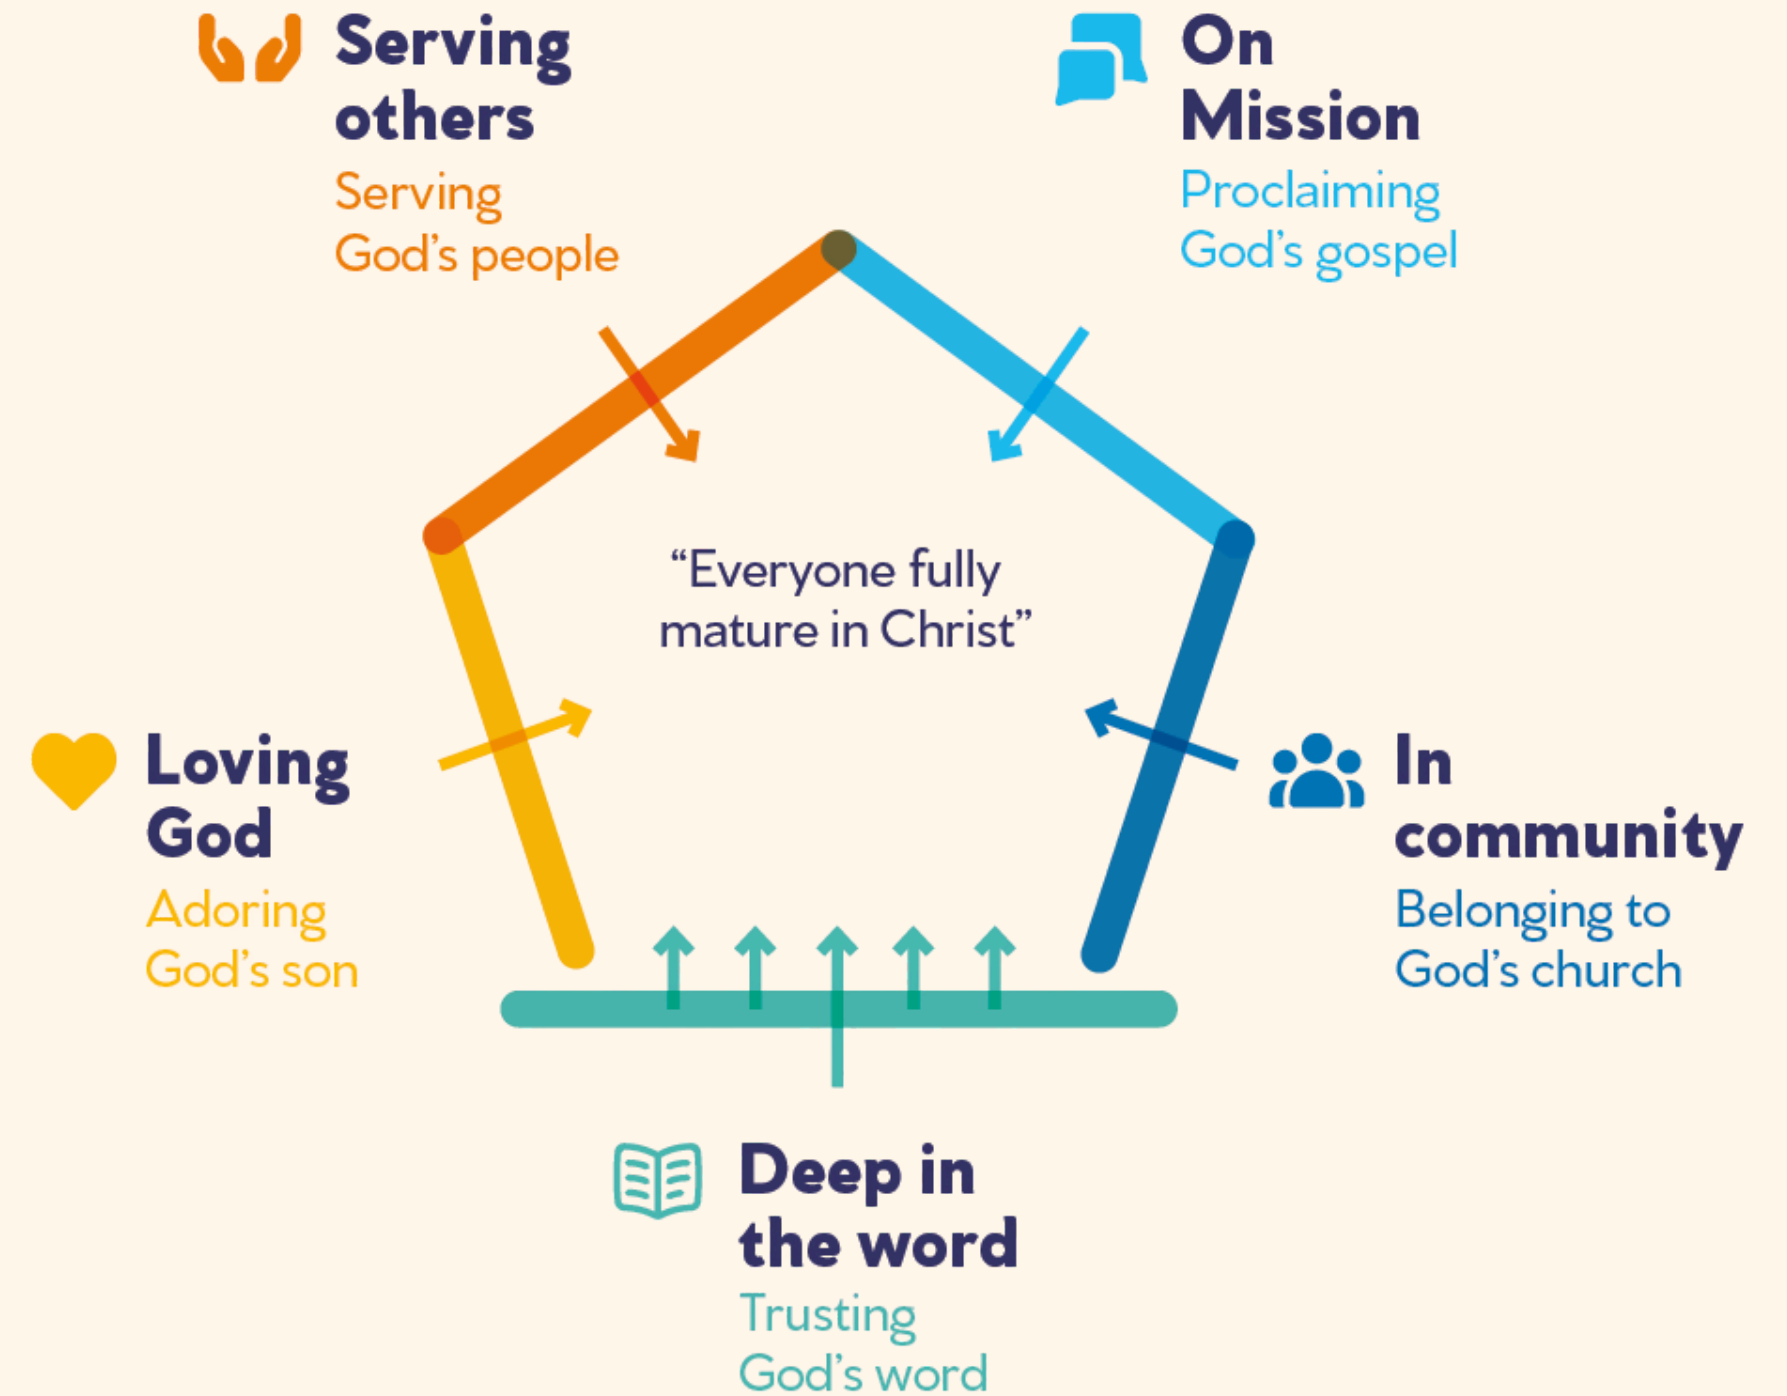 Serving
others
Serving
God’s people
On
Mission
Proclaiming
God’s gospel
“Everyone fully
mature in Christ”
Loving
God
Adoring
God’s son
In
community
Belonging to
God’s church
Deep in
the word
Trusting
God’s word